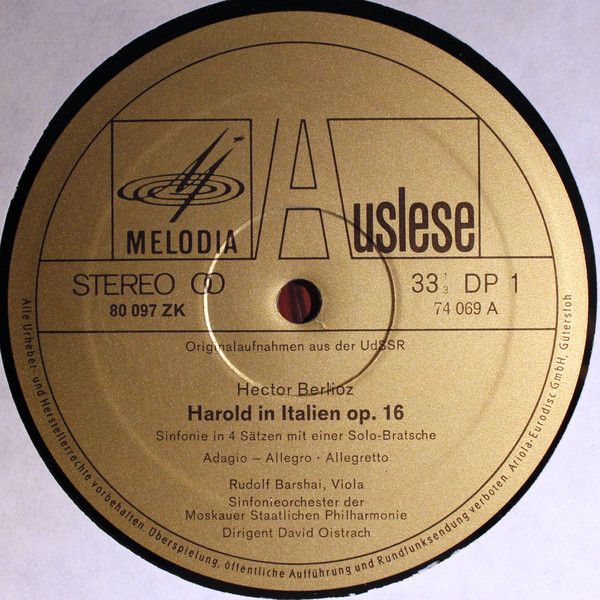 MELODIA
Auslese
STEREO
80 097 ZK
33 1/3 DP 1
74 069 A
Originalaufnahmen aus der UdSSR
Hector Berlioz
Harold in Italien op. 16
Sinfonie in 4 Sätzen mit einer Solo-Bratsche
Adagio – Allegro · Allegretto
Rudolf Barshai, Viola
Sinfonieorchester der
Moskauer Staatlichen Philharmonie
Dirigent David Oistrach
Alle Urheber- und Herstellerrechte vorbehalten. Überspielung, öffentliche Aufführung und Rundfunksendung verboten. Ariola-Eurodisc GmbH, Gütersloh